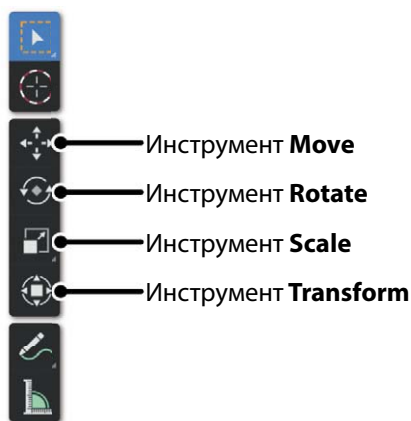 Инструмент Move
Инструмент Rotate
Инструмент Scale
Инструмент Transform